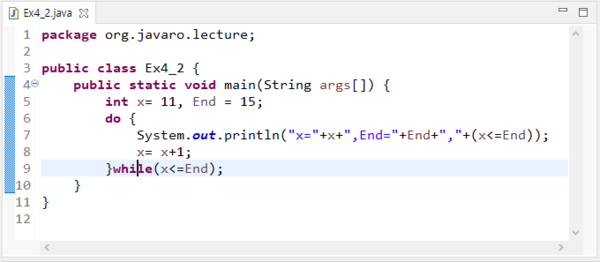 Ex4_2.java
1 package org.javaro.lecture;
2
3 public class Ex4_2 {
4 public static void main(String args[]) {
5 int x= 11, End = 15;
6 do {
7 System.out.println("x="+x+",End="+End+","+(x<=End));
8 x= x+1;
9 }while(x<=End);
10 }
11 }
12